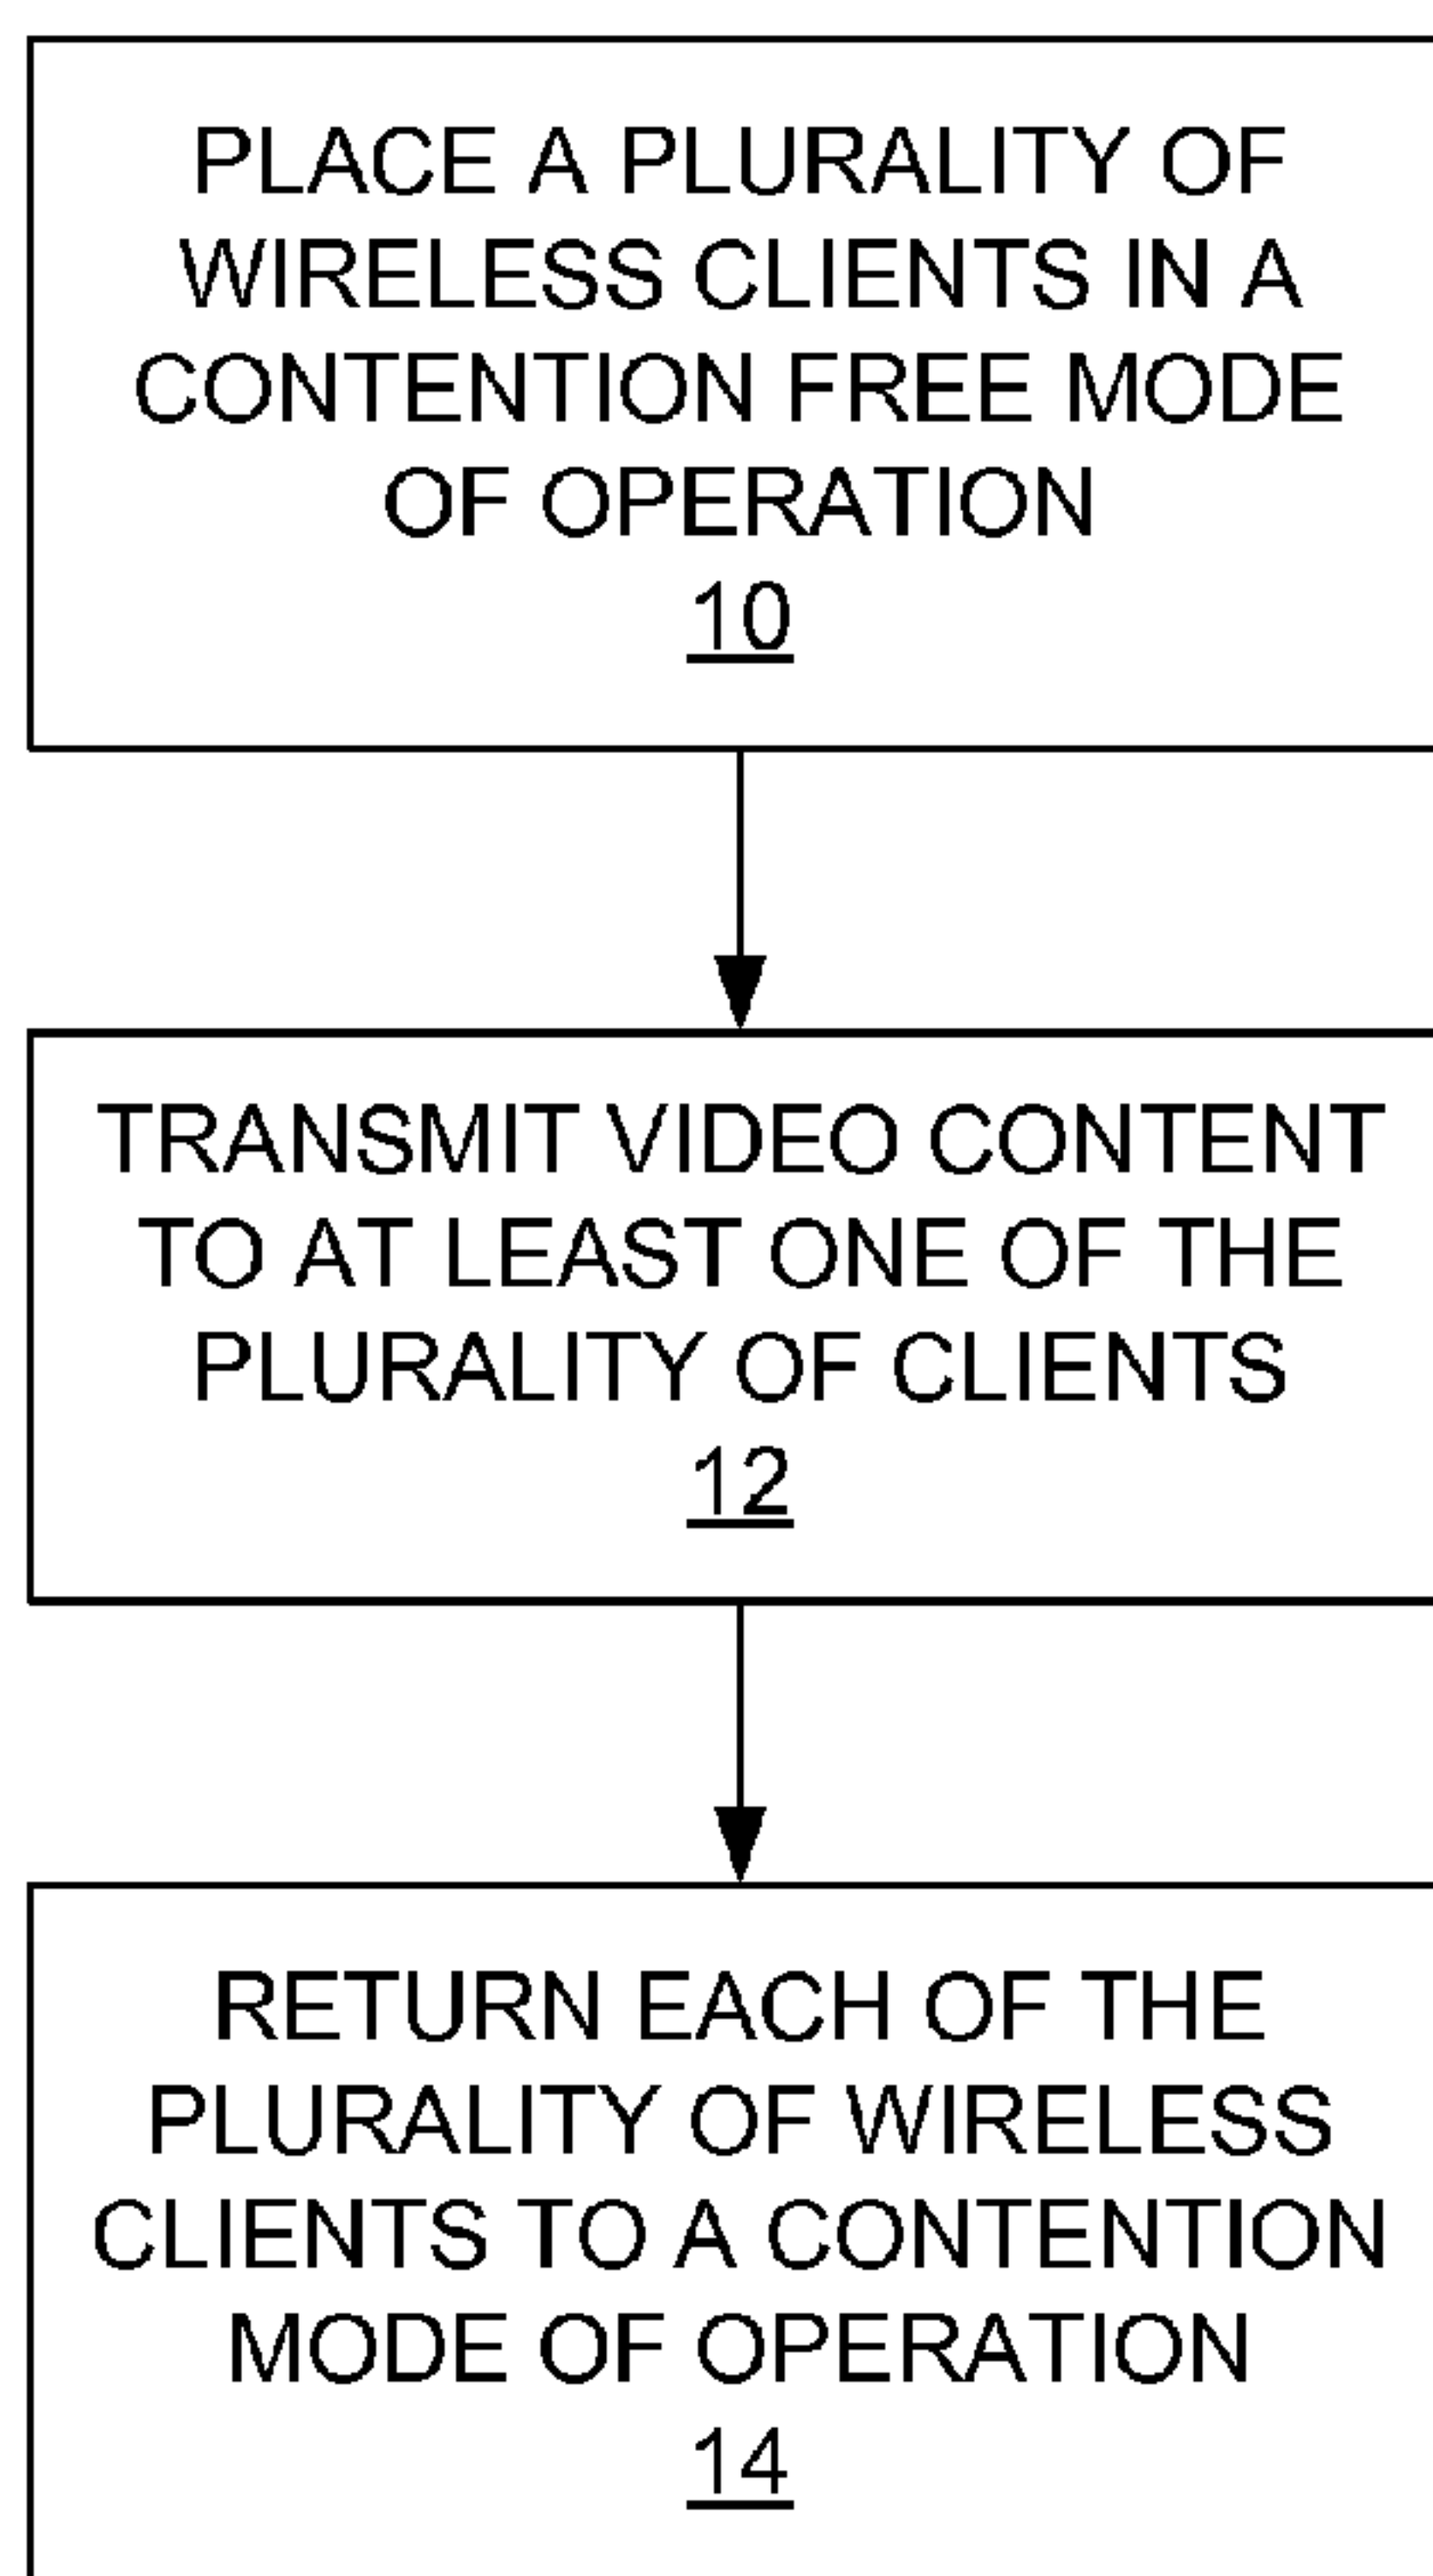 PLACE A PLURALITY OF
WIRELESS CLIENTS IN A
CONTENTION FREE MODE
OF OPERATION
10
TRANSMIT VIDEO CONTENT
TO AT LEAST ONE OF THE
PLURALITY OF CLIENTS
12
RETURN EACH OF THE
PLURALITY OF WIRELESS
CLIENTS TO A CONTENTION
MODE OF OPERATION
14